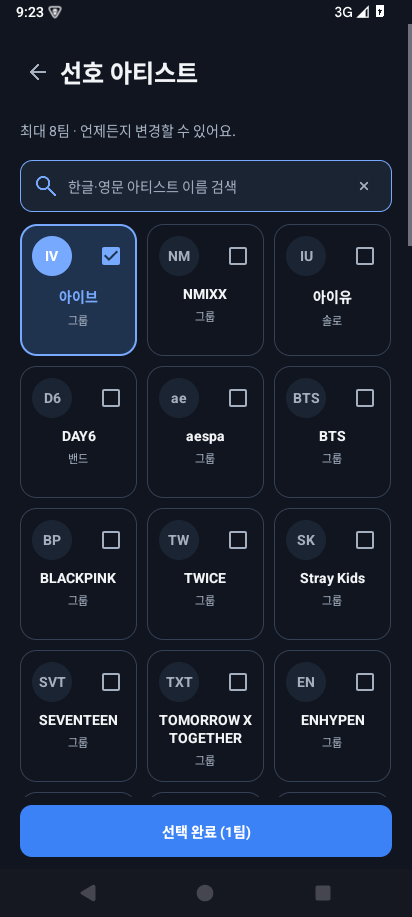 9:23
3G
선호 아티스트
최대 8팀 · 언제든지 변경할 수 있어요.
한글·영문 아티스트 이름 검색
IV
아이브
그룹
NM
NMIXX
그룹
IU
아이유
솔로
D6
DAY6
밴드
ae
aespa
그룹
BTS
BTS
그룹
BP
BLACKPINK
그룹
TW
TWICE
그룹
SK
Stray Kids
그룹
SVT
SEVENTEEN
그룹
TXT
TOMORROW X
TOGETHER
그룹
EN
ENHYPEN
그룹
선택 완료 (1팀)